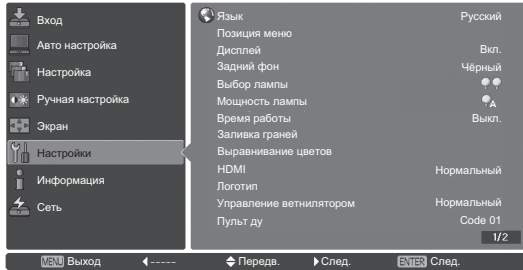 Вход
Авто настройка
Настройка
Ручная настройка
Экран
Настройки
Информация
Сеть
Язык Русский
Позиция меню
Дисплей Вкл.
Задний фон Чёрный
Выбор лампы
Мощность лампы A
Время работы Выкл.
Заливка граней
Выравнивание цветов
HDMI Нормальный
Логотип
Управление ветнилятором Нормальный
Пульт ду Code 01
1/2
MENU Выход ----- Передв. След. ENTER След.